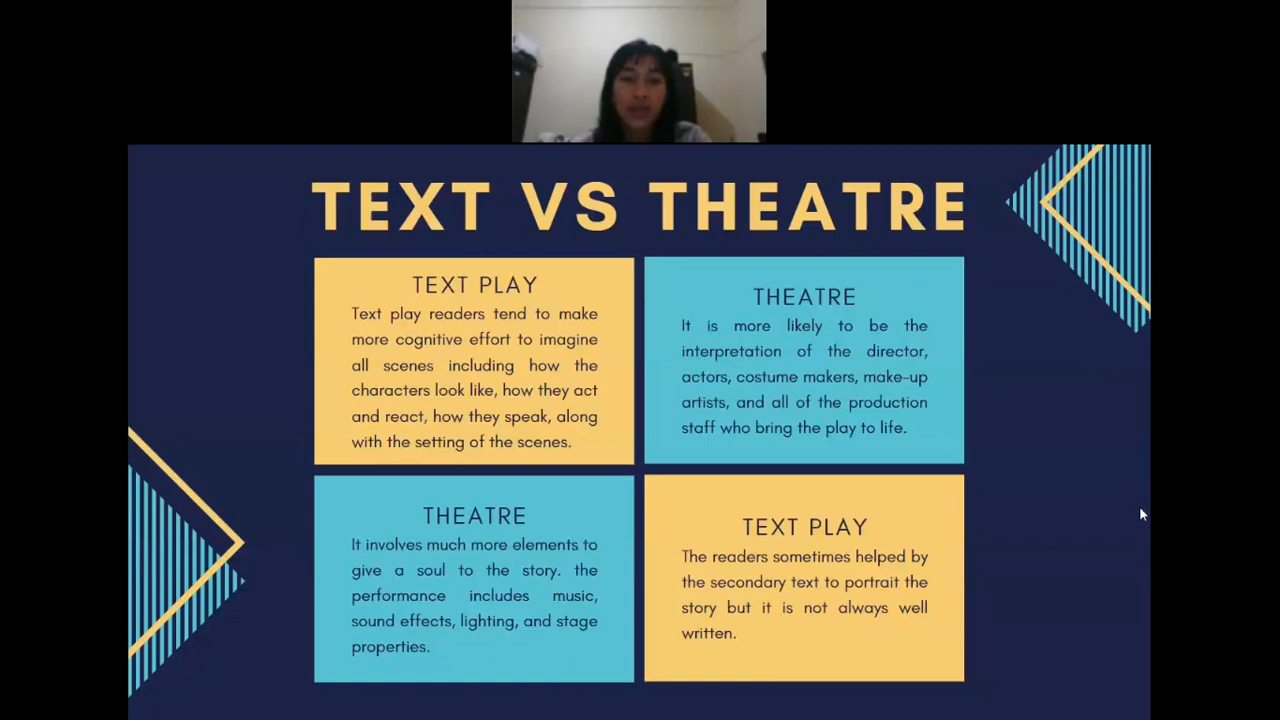 TEXT VS THEATRE
TEXT PLAY
Text play readers tend to make
more cognitive effort to imagine
all scenes including how the
characters look like, how they act
and react, how they speak, along
with the setting of the scenes.
THEATRE
It is more likely to be the
interpretation of the director,
actors, costume makers, make-up
artists, and all of the production
staff who bring the play to life.
THEATRE
It involves much more elements to
give a soul to the story. the
performance includes music,
sound effects, lighting, and stage
properties.
TEXT PLAY
The readers sometimes helped by
the secondary text to portrait the
story but it is not always well
written.